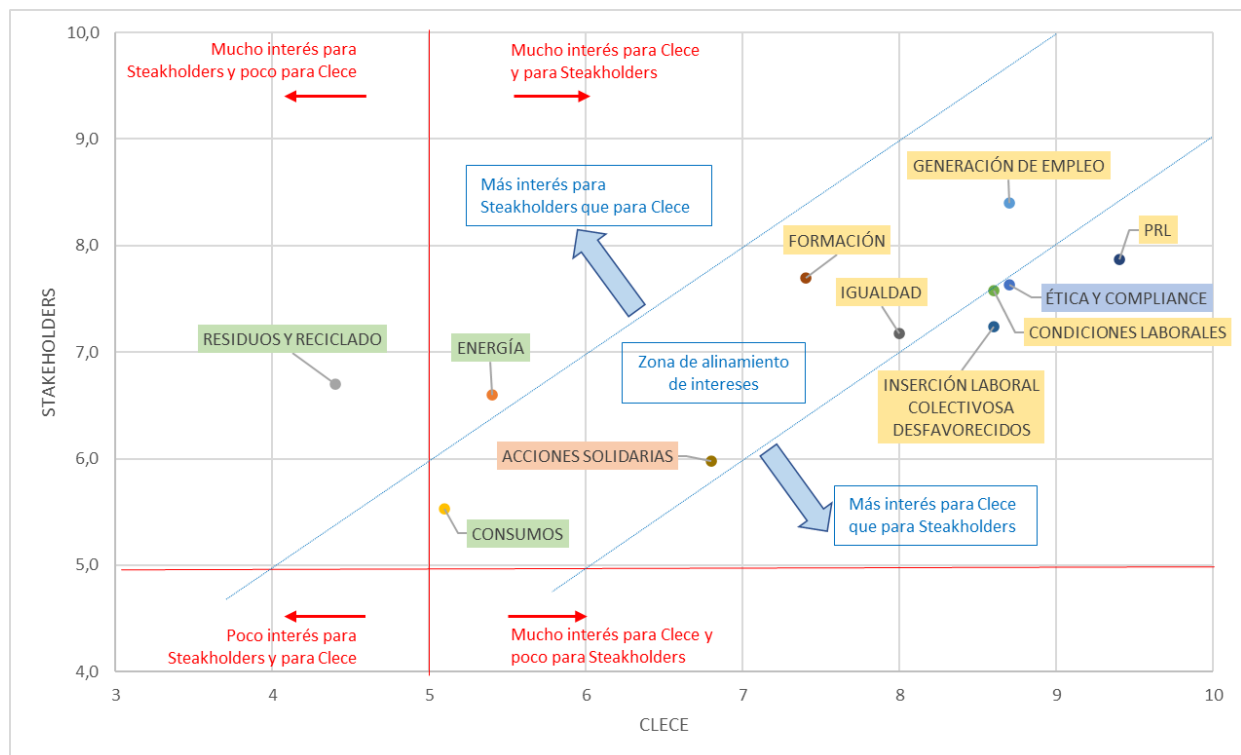 10,0
9,0
8,0
7,0
6,0
5,0
4,0
STAKEHOLDERS
Mucho interés para
Steakholders y poco para Clece
Mucho interés para Clece
y para Steakholders
Más interés para
Steakholders que para Clece
GENERACIÓN DE EMPLEO
FORMACIÓN
PRL
IGUALDAD
ÉTICA Y COMPLIANCE
RESIDUOS Y RECICLADO
ENERGÍA
CONDICIONES LABORALES
Zona de alinamiento
de intereses
INSERCIÓN LABORAL
COLECTIVOSA
DESFAVORECIDOS
ACCIONES SOLIDARIAS
Más interés para Clece
que para Steakholders
CONSUMOS
Poco interés para
Steakholders y para Clece
Mucho interés para Clece y
poco para Steakholders
3 4 5 6 7 8 9 10
CLECE